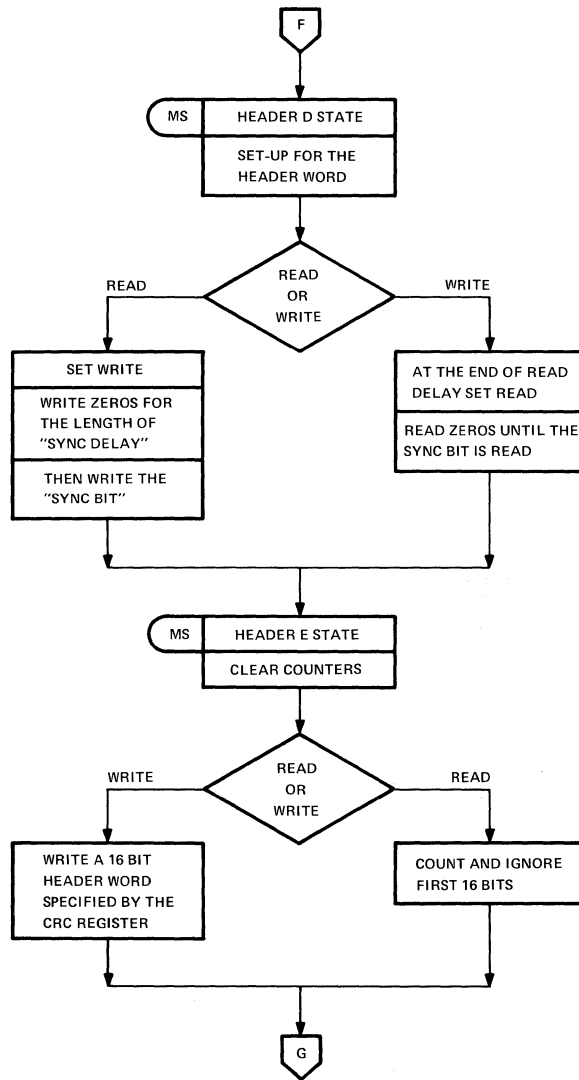 F
MS
HEADER D STATE
SET-UP FOR THE
HEADER WORD
READ
OR
WRITE
READ
WRITE
SET WRITE
WRITE ZEROS FOR
THE LENGTH OF
"SYNC DELAY"
THEN WRITE THE
"SYNC BIT"
AT THE END OF READ
DELAY SET READ
READ ZEROS UNTIL THE
SYNC BIT IS READ
MS
HEADER E STATE
CLEAR COUNTERS
READ
OR
WRITE
WRITE
READ
WRITE A 16 BIT
HEADER WORD
SPECIFIED BY THE
CRC REGISTER
COUNT AND IGNORE
FIRST 16 BITS
G